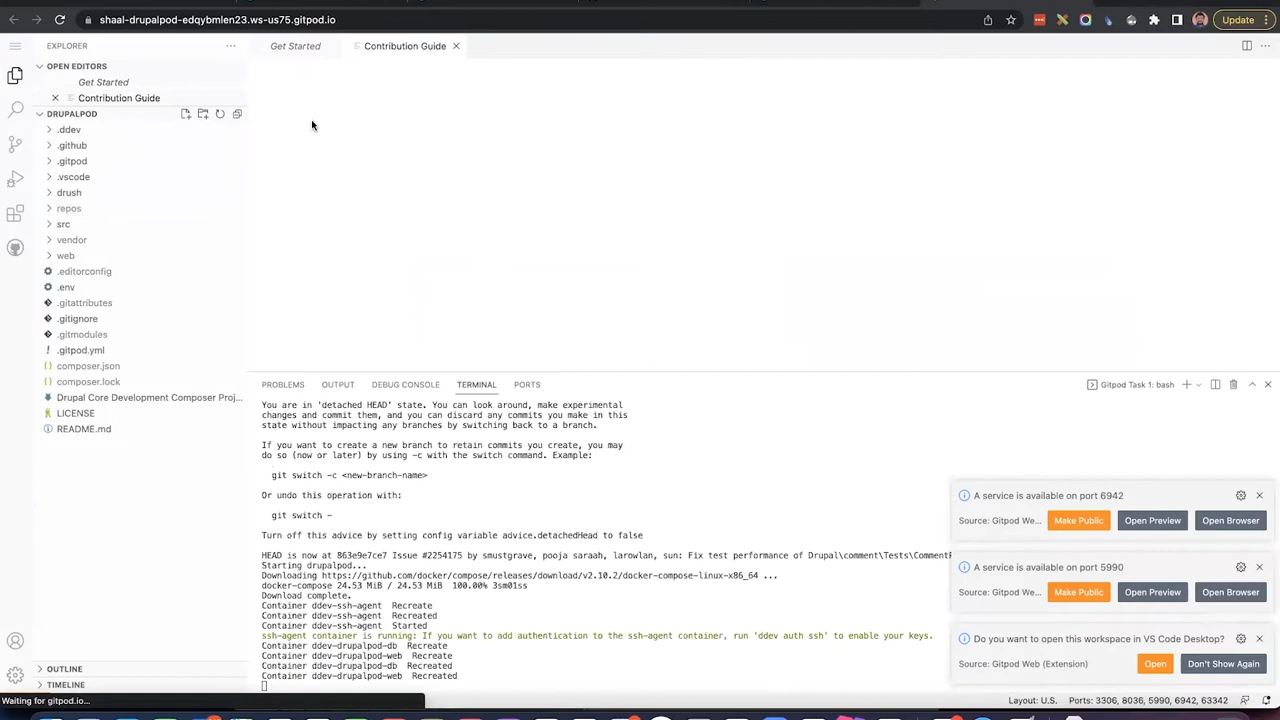 shaal-drupalpod-edqybmlen23.ws-us75.gitpod.io
Update
EXPLORER
Get Started
Contribution Guide
OPEN EDITORS
Get Started
Contribution Guide
DRUPALPOD
.ddev
.github
.gitpod
.vscode
drush
repos
src
vendor
web
.editorconfig
.env
.gitattributes
.gitignore
.gitmodules
.gitpod.yml
composer.json
composer.lock
Drupal Core Development Composer Proj...
LICENSE
README.md
OUTLINE
TIMELINE
PROBLEMS OUTPUT DEBUG CONSOLE TERMINAL PORTS
Gitpod Task 1: bash
You are in 'detached HEAD' state. You can look around, make experimental
changes and commit them, and you can discard any commits you make in this
state without impacting any branches by switching back to a branch.
If you want to create a new branch to retain commits you create, you may
do so (now or later) by using -c with the switch command. Example:
git switch -c <new-branch-name>
Or undo this operation with:
git switch -
Turn off this advice by setting config variable advice.detachedHead to false
HEAD is now at 863e9e7ce7 Issue #2254175 by smustgrave, pooja saraah, larowlan, sun: Fix test performance of Drupal\comment\Tests\CommentF
Starting drupalpod...
Downloading https://github.com/docker/compose/releases/download/v2.10.2/docker-compose-linux-x86_64 ...
docker-compose 24.53 MiB / 24.53 MiB 100.00% 3sm01ss
Download complete.
Container ddev-ssh-agent Recreate
Container ddev-ssh-agent Recreated
Container ddev-ssh-agent Started
ssh-agent container is running: If you want to add authentication to the ssh-agent container, run 'ddev auth ssh' to enable your keys.
Container ddev-drupalpod-db Recreate
Container ddev-drupalpod-web Recreate
Container ddev-drupalpod-db Recreated
Container ddev-drupalpod-web Recreated
A service is available on port 6942
Source: Gitpod We... Make Public Open Preview Open Browser
A service is available on port 5990
Source: Gitpod We... Make Public Open Preview Open Browser
Do you want to open this workspace in VS Code Desktop?
Source: Gitpod Web (Extension) Open Don't Show Again
Waiting for gitpod.io...
Layout: U.S. Ports: 3306, 8036, 5990, 6942, 63342